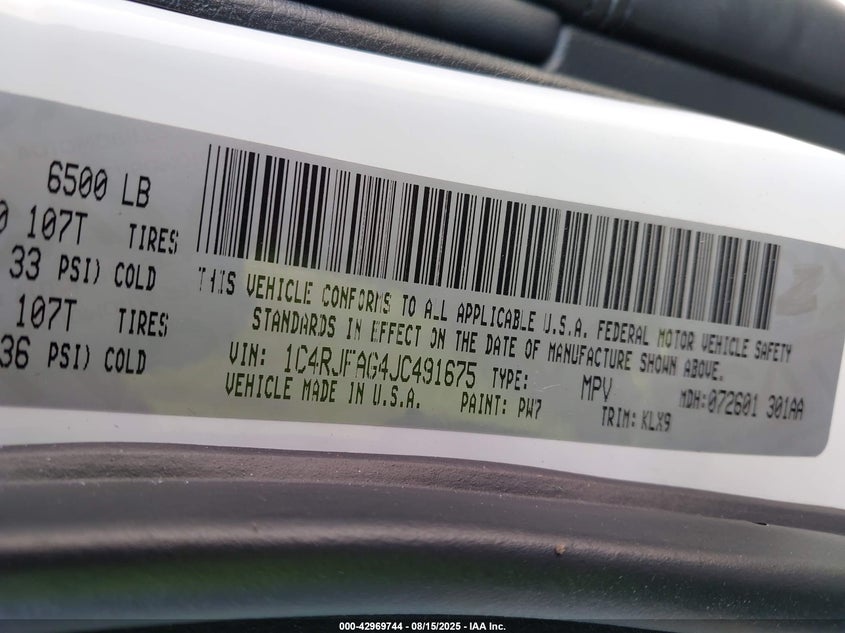 6500 LB
0 107T TIRES
33 PSI) COLD
107T TIRES
36 PSI) COLD
THIS VEHICLE CONFORMS TO ALL APPLICABLE U.S.A. FEDERAL MOTOR VEHICLE SAFETY
STANDARDS IN EFFECT ON THE DATE OF MANUFACTURE SHOWN ABOVE.
VIN: 1C4RJFAG4JC491675 TYPE: MPV MDH:072601 301AA
VEHICLE MADE IN U.S.A. PAINT: PW7 TRIM: KLX9
000-42969744 - 08/15/2025 - IAA Inc.